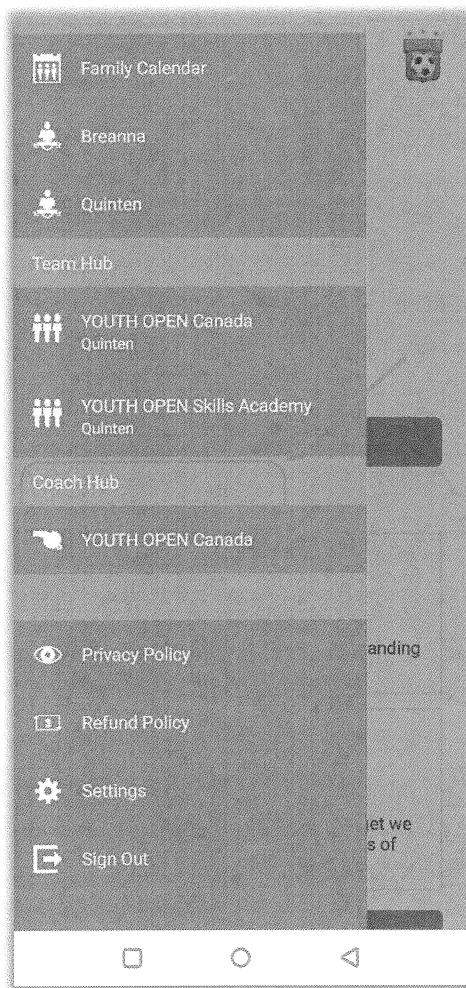 Family Calendar
Breanna
Quinten
Team Hub
YOUTH OPEN Canada
Quinten
YOUTH OPEN Skills Academy
Quinten
Coach Hub
YOUTH OPEN Canada
Privacy Policy
anding
Refund Policy
Settings
jet we
s of
Sign Out